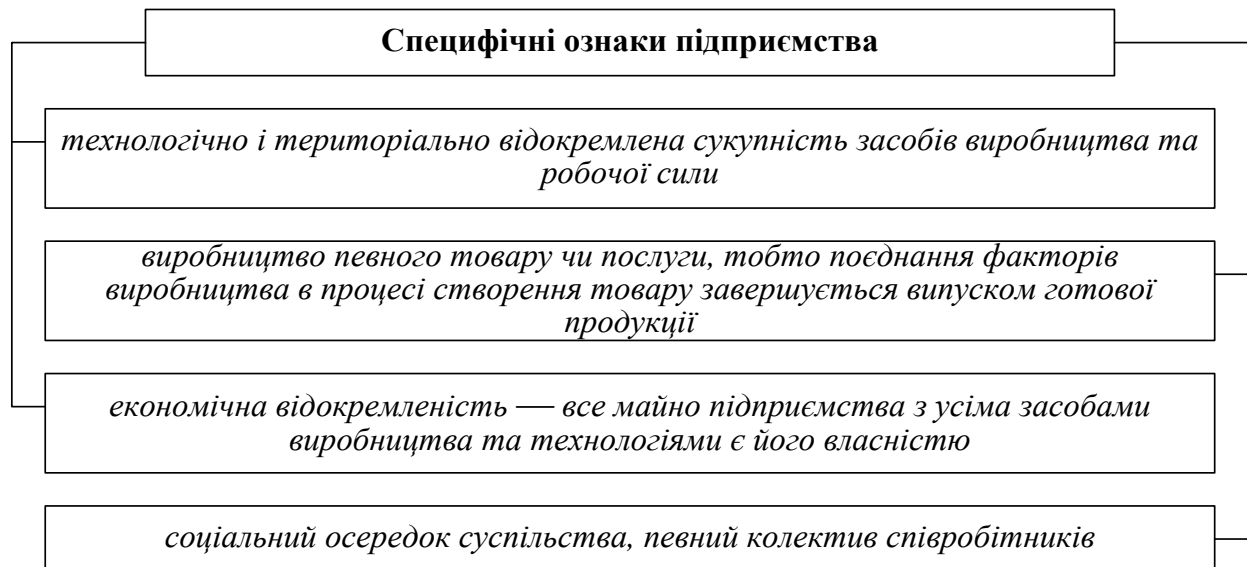 Специфічні ознаки підприємства
технологічно і територіально відокремлена сукупність засобів виробництва та
робочої сили
виробництво певного товару чи послуги, тобто поєднання факторів
виробництва в процесі створення товару завершується випуском готової
продукції
економічна відокремленість — все майно підприємства з усіма засобами
виробництва та технологіями є його власністю
соціальний осередок суспільства, певний колектив співробітників